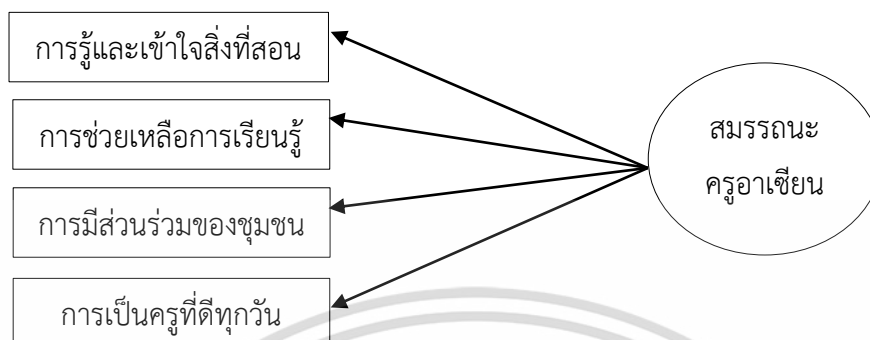 การรู้และเข้าใจสิ่งที่สอน
การช่วยเหลือการเรียนรู้
การมีส่วนร่วมของชุมชน
การเป็นครูที่ดีทุกวัน
สมรรถนะ
ครูอาเซียน